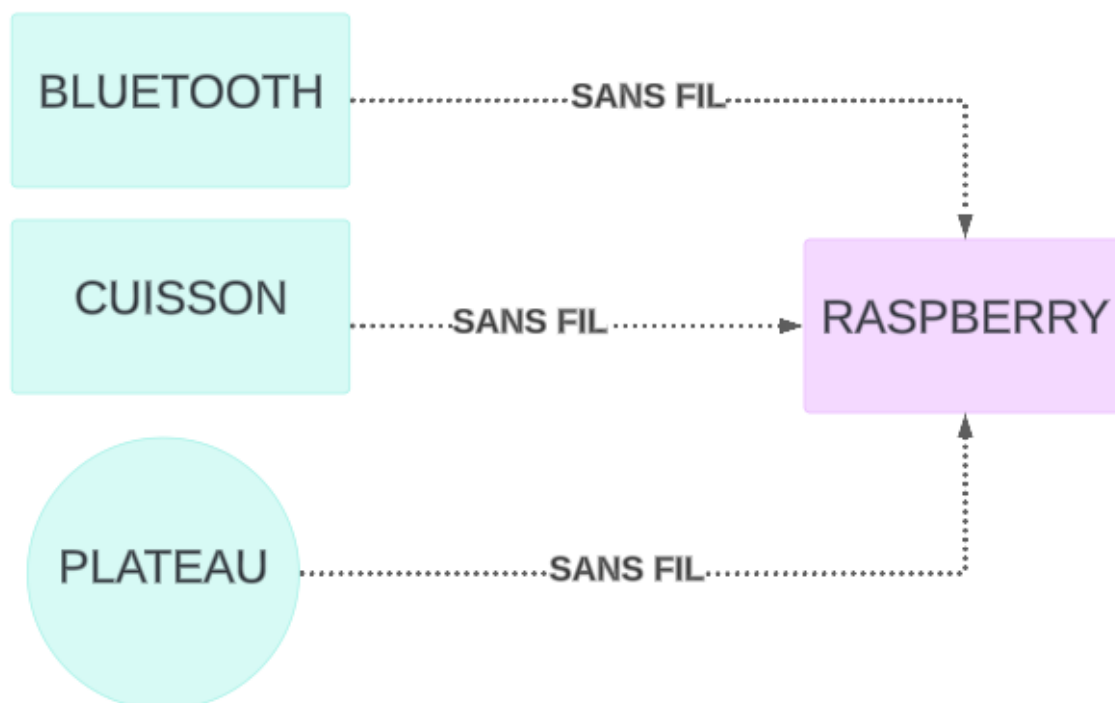 BLUETOOTH
SANS FIL
CUISSON
SANS FIL
RASPBERRY
PLATEAU
SANS FIL